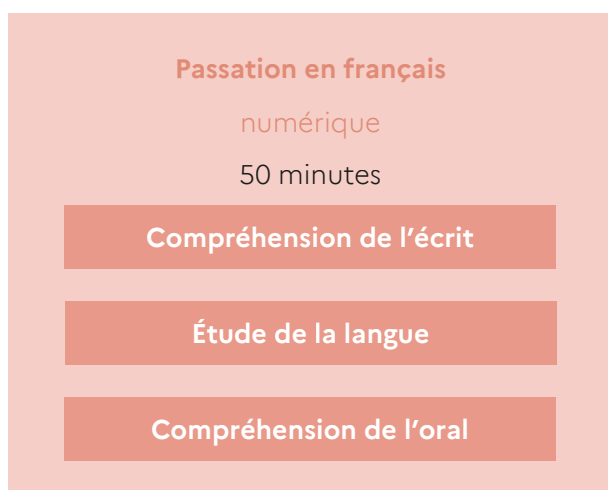 Passation en français
numérique
50 minutes
Compréhension de l’écrit
Étude de la langue
Compréhension de l’oral